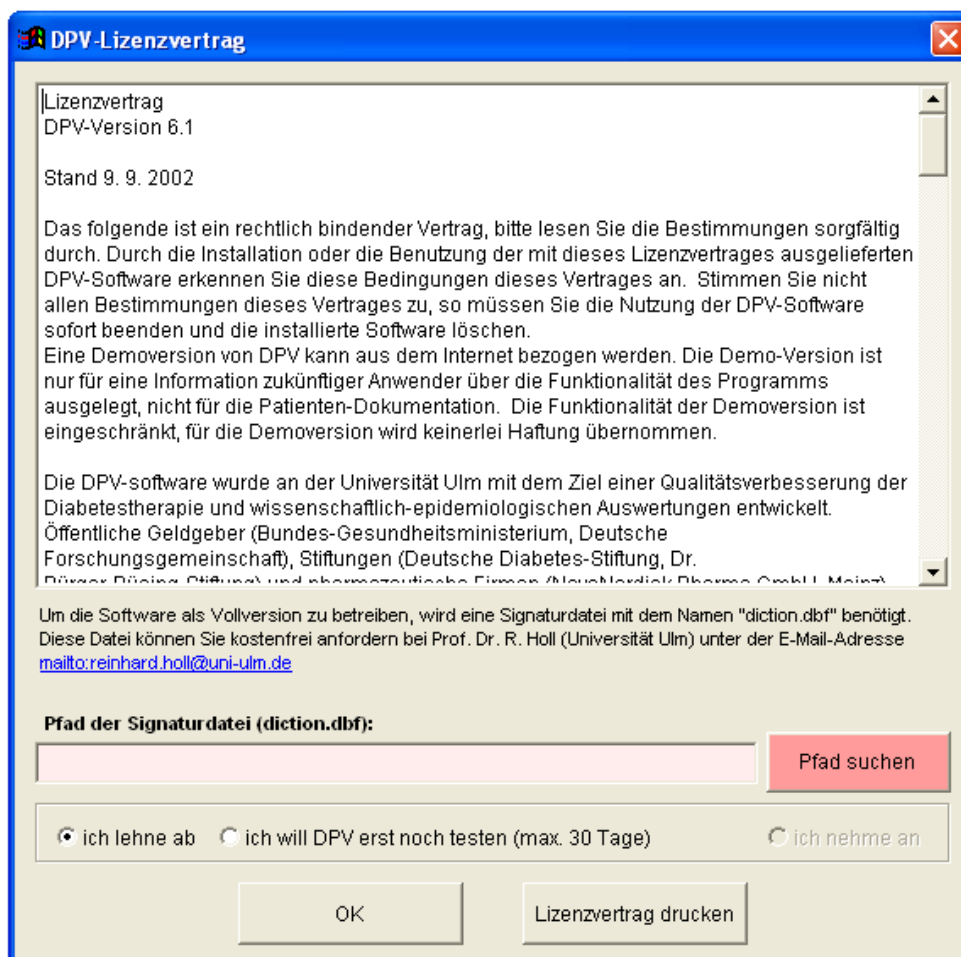 DPV-Lizenzvertrag
Lizenzvertrag
DPV-Version 6.1
Stand 9. 9. 2002
Das folgende ist ein rechtlich bindender Vertrag, bitte lesen Sie die Bestimmungen sorgfältig
durch. Durch die Installation oder die Benutzung der mit dieses Lizenzvertrages ausgelieferten
DPV-Software erkennen Sie diese Bedingungen dieses Vertrages an.  Stimmen Sie nicht
allen Bestimmungen dieses Vertrages zu, so müssen Sie die Nutzung der DPV-Software
sofort beenden und die installierte Software löschen.
Eine Demoversion von DPV kann aus dem Internet bezogen werden. Die Demo-Version ist
nur für eine Information zukünftiger Anwender über die Funktionalität des Programms
ausgelegt, nicht für die Patienten-Dokumentation.  Die Funktionalität der Demoversion ist
eingeschränkt, für die Demoversion wird keinerlei Haftung übernommen.
Die DPV-software wurde an der Universität Ulm mit dem Ziel einer Qualitätsverbesserung der
Diabetestherapie und wissenschaftlich-epidemiologischen Auswertungen entwickelt.
Öffentliche Geldgeber (Bundes-Gesundheitsministerium, Deutsche
Forschungsgemeinschaft), Stiftungen (Deutsche Diabetes-Stiftung, Dr.
und pharmazeutische Firmen
Um die Software als Vollversion zu betreiben, wird eine Signaturdatei mit dem Namen "diction.dbf" benötigt.
Diese Datei können Sie kostenfrei anfordern bei Prof. Dr. R. Holl (Universität Ulm) unter der E-Mail-Adresse
mailto:reinhard.holl@uni-ulm.de
Pfad der Signaturdatei (diction.dbf):
Pfad suchen
ich lehne ab ich will DPV erst noch testen (max. 30 Tage) ich nehme an
OK Lizenzvertrag drucken